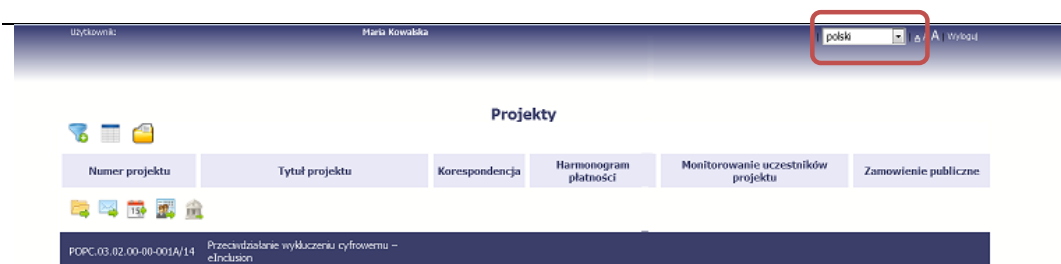 Użytkownik: Maria Kowalska | polski | A A A | Wyloguj
Projekty
Numer projektu Tytuł projektu Korespondencja Harmonogram płatności Monitorowanie uczestników projektu Zamowienie publiczne
15
POPC.03.02.00-00-001A/14 Przeciwdziałanie wykluczeniu cyfrowemu –
eInclusion